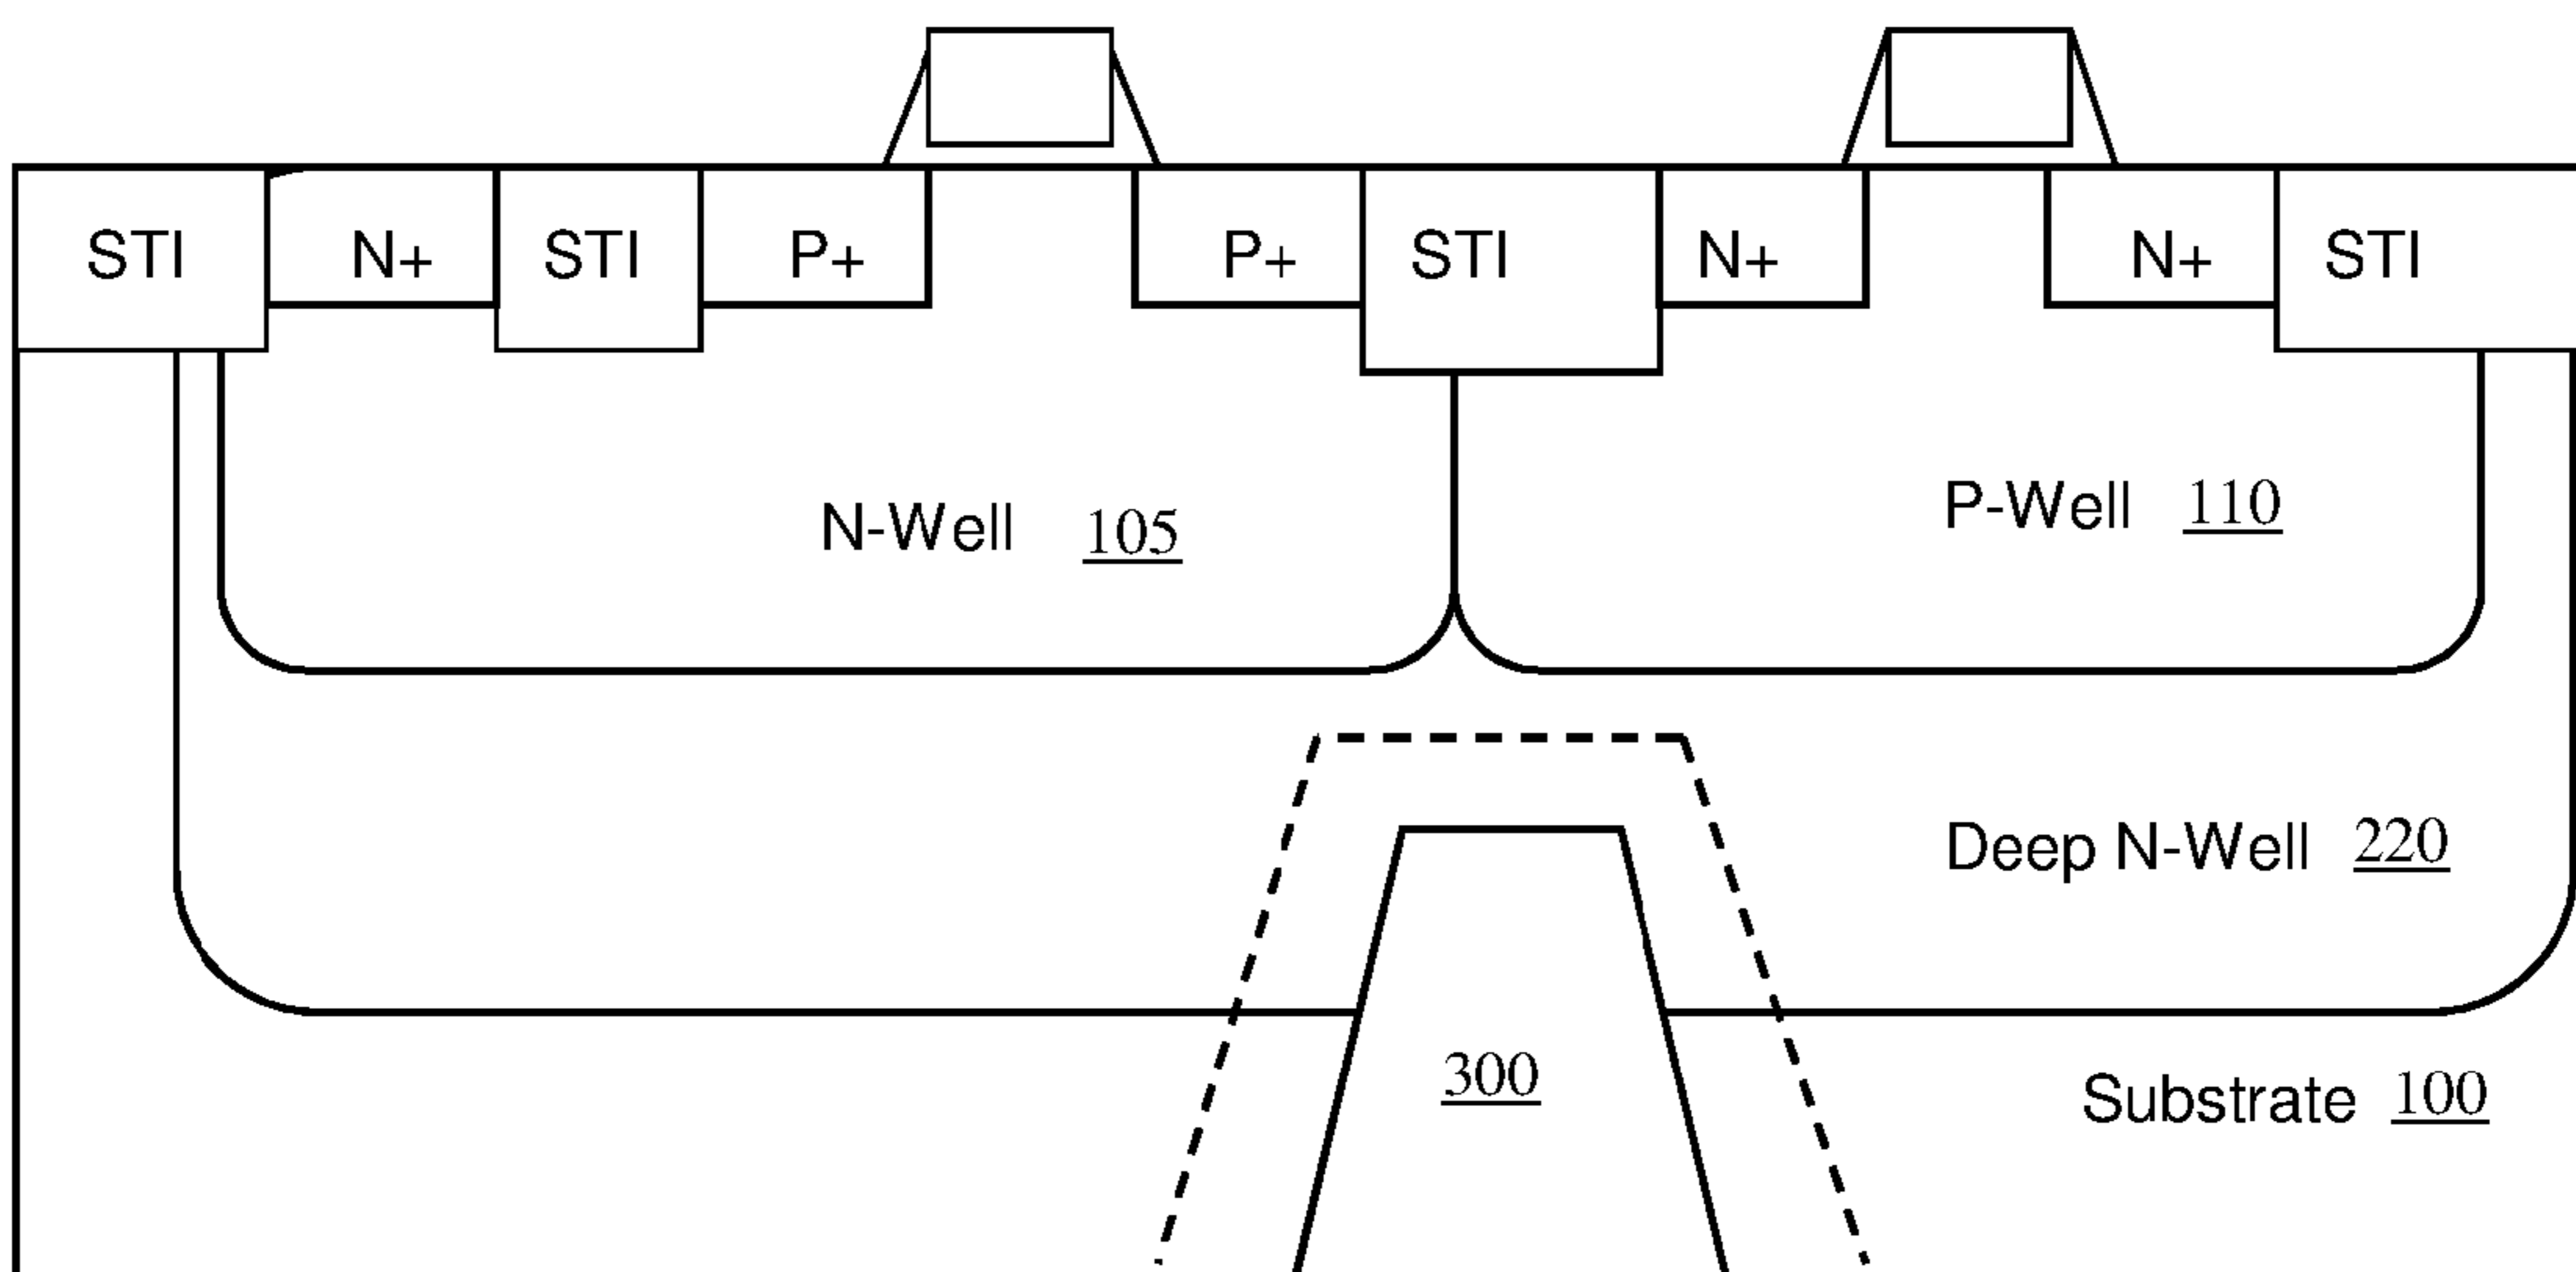 STI N+ STI P+ P+ STI N+ N+ STI
N-Well 105
P-Well 110
Deep N-Well 220
300
Substrate 100